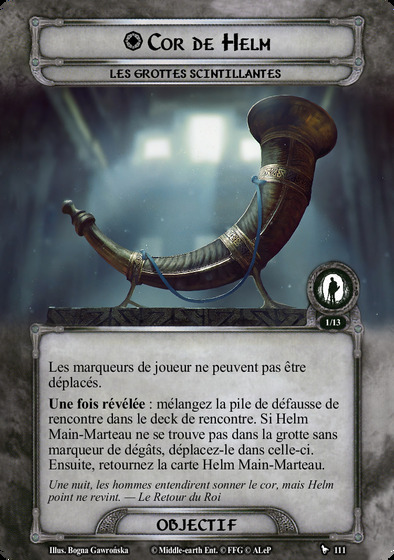 COR DE HELM
LES GROTTES SCINTILLANTES
1/13
Les marqueurs de joueur ne peuvent pas être
déplacés.
Une fois révélée : mélangez la pile de défausse de
rencontre dans le deck de rencontre. Si Helm
Main-Marteau ne se trouve pas dans la grotte sans
marqueur de dégâts, déplacez-le dans celle-ci.
Ensuite, retournez la carte Helm Main-Marteau.
Une nuit, les hommes entendirent sonner le cor, mais Helm
point ne revint. — Le Retour du Roi
OBJECTIF
Illus. Bogna Gawrońska
© Middle-earth Ent. © FFG © ALeP
111